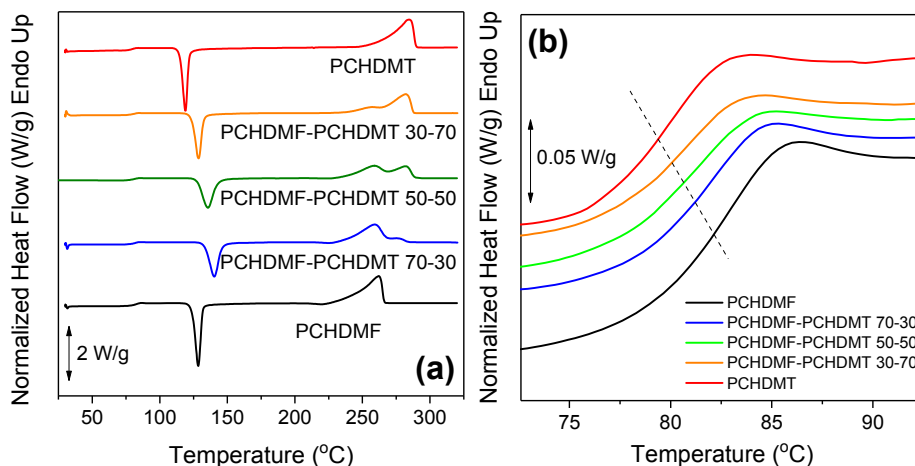 Normalized Heat Flow (W/g) Endo Up
PCHDMT
PCHDMF-PCHDMT 30-70
PCHDMF-PCHDMT 50-50
PCHDMF-PCHDMT 70-30
PCHDMF
2 W/g
(a)
50 100 150 200 250 300
Temperature (°C)
Normalized Heat Flow (W/g) Endo Up
(b)
0.05 W/g
PCHDMF
PCHDMF-PCHDMT 70-30
PCHDMF-PCHDMT 50-50
PCHDMF-PCHDMT 30-70
PCHDMT
75 80 85 90
Temperature (°C)